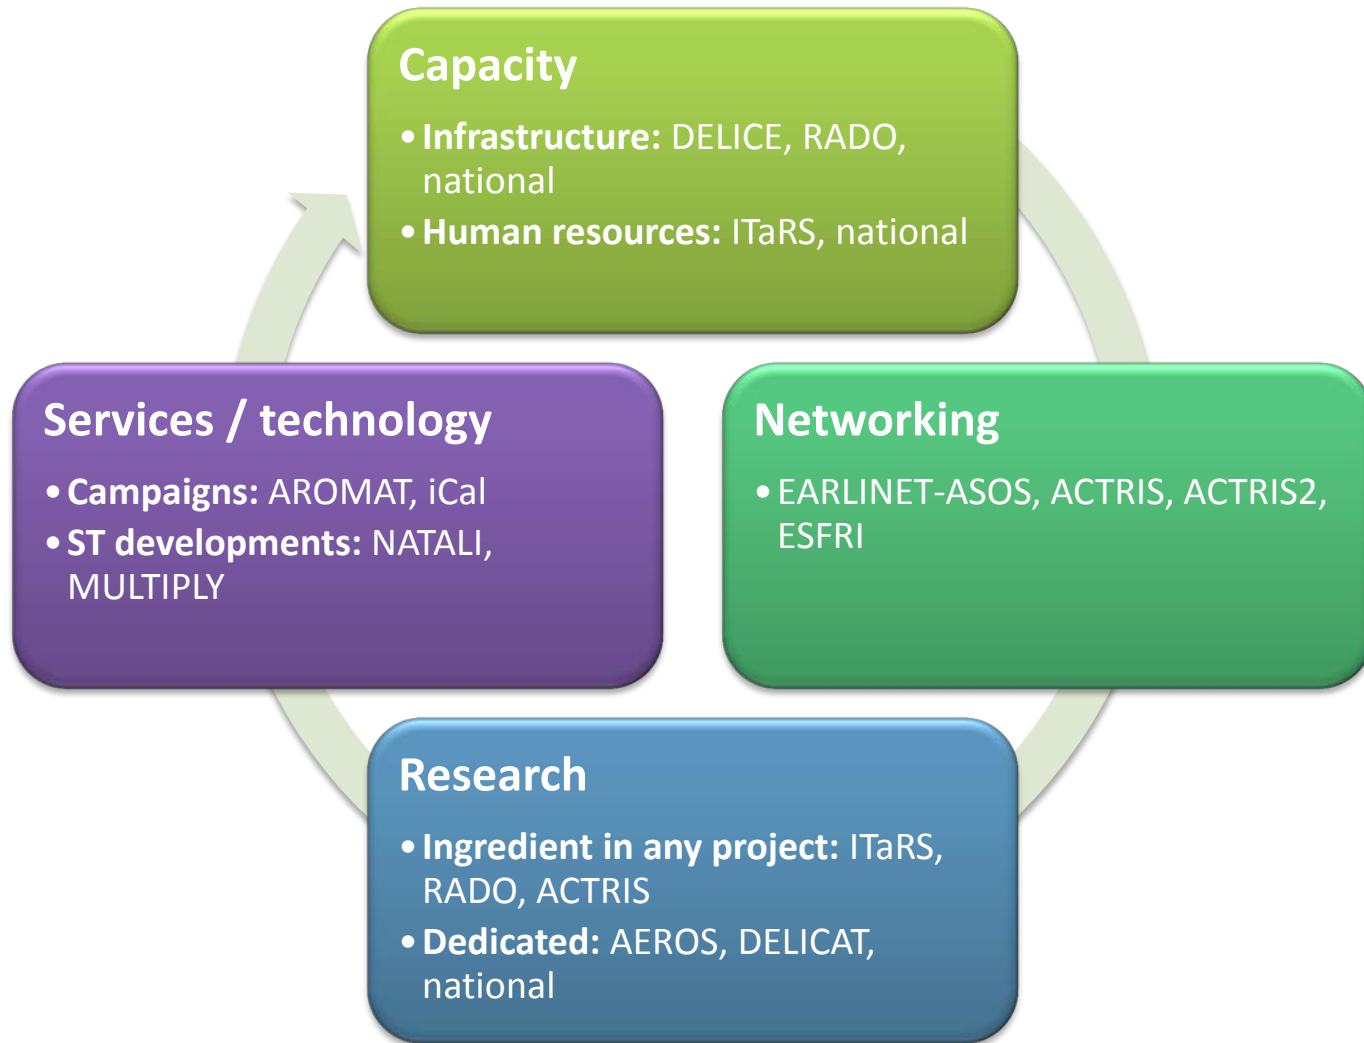 Capacity
• Infrastructure: DELICE, RADO,
national
• Human resources: ITaRS, national
Services / technology
• Campaigns: AROMAT, iCal
• ST developments: NATALI,
MULTIPLY
Networking
• EARLINET-ASOS, ACTRIS, ACTRIS2,
ESFRI
Research
• Ingredient in any project: ITaRS,
RADO, ACTRIS
• Dedicated: AEROS, DELICAT,
national